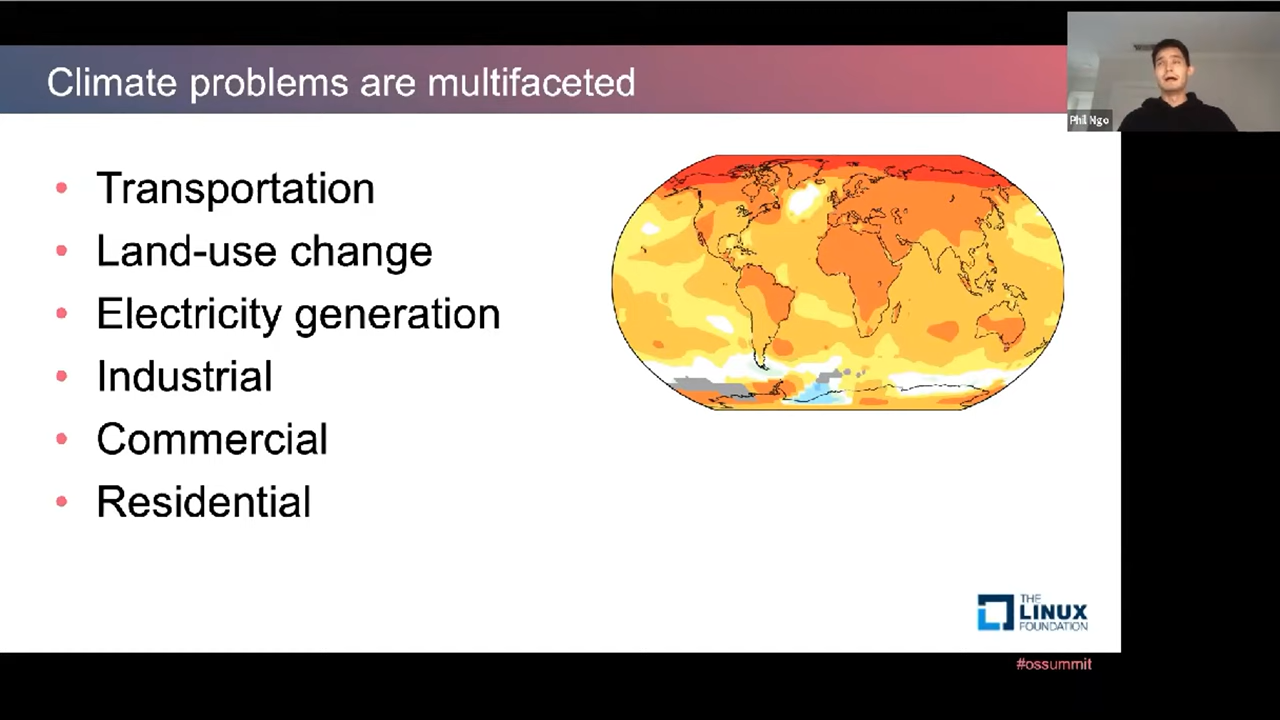 Climate problems are multifaceted
Phil Ngo
• Transportation
• Land-use change
• Electricity generation
• Industrial
• Commercial
• Residential
THE
LINUX
FOUNDATION
#ossummit